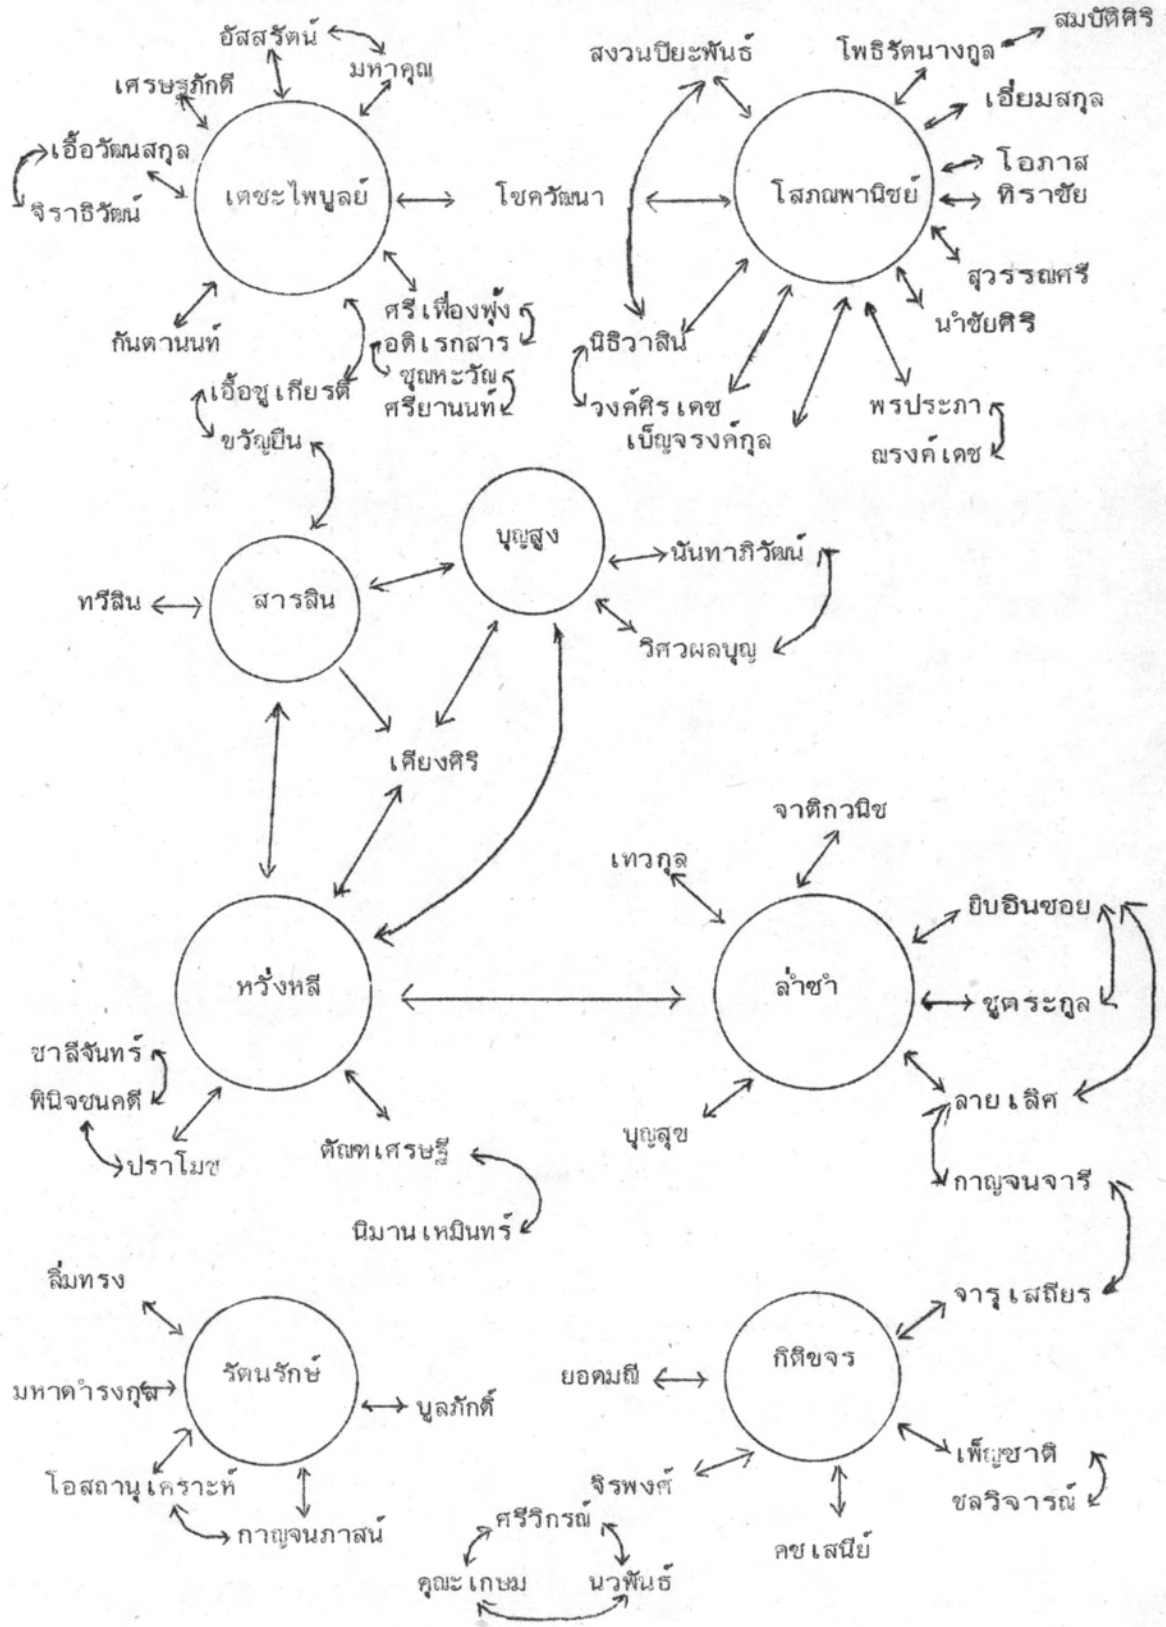 อัสสรัตน์
มหาคุณ
เศรษฐภักดี
เอื้อวัฒนสกุล
จิราธิวัฒน์
เตชะไพบูลย์
โชควัฒนา
กันตานนท์
ศรีเฟื่องฟุ้ง
อดิเรกสาร
ชุณหะวัณ
ศรียานนท์
เอื้อชูเกียรติ
ขวัญยืน
สงวนปิยะพันธ์
โพธิรัตนางกูล
สมบัติศิริ
เอี่ยมสกุล
โอภาส
ทิราชัย
โสภณพานิชย์
สุวรรณศรี
นำชัยศิริ
นิธิวาสิน
วงศ์ศิรเดช
เบ็ญจรงค์กุล
พรประภา
ณรงค์เดช
บุญสูง
นันทาภิวัฒน์
วิศวผลบุญ
ทวีสิน
สารสิน
เคียงศิริ
จาติกวนิช
เทวกุล
ยิบอินซอย
หวั่งหลี
ล่ำซำ
ชูตระกูล
ชาลีจันทร์
พินิจชนคดี
ปราโมช
ตัณฑเศรษฐี
นิมานเหมินทร์
บุญสุข
ลายเลิศ
กาญจนจารี
จารุเสถียร
ลิ่มทรง
รัตนรักษ์
มหาดำรงกุล
บูลภักดิ์
โอสถานุเคราะห์
กาญจนภาสน์
กิติขจร
ยอดมณี
จิรพงศ์
เพ็ญชาติ
ชลวิจารณ์
คชเสนีย์
ศรีวิกรณ์
คุณะเกษม
นวพันธ์